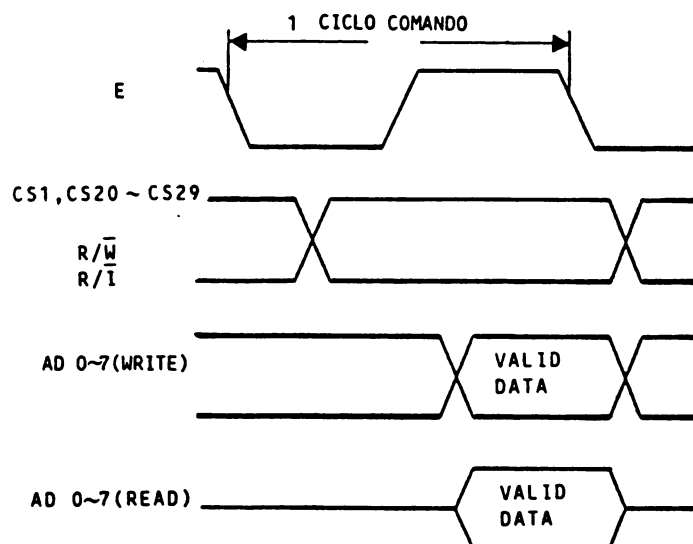 1 CICLO COMANDO
E
CS1,CS20 ~ CS29
R/W̅
R/I̅
AD 0~7(WRITE)
VALID
DATA
AD 0~7(READ)
VALID
DATA